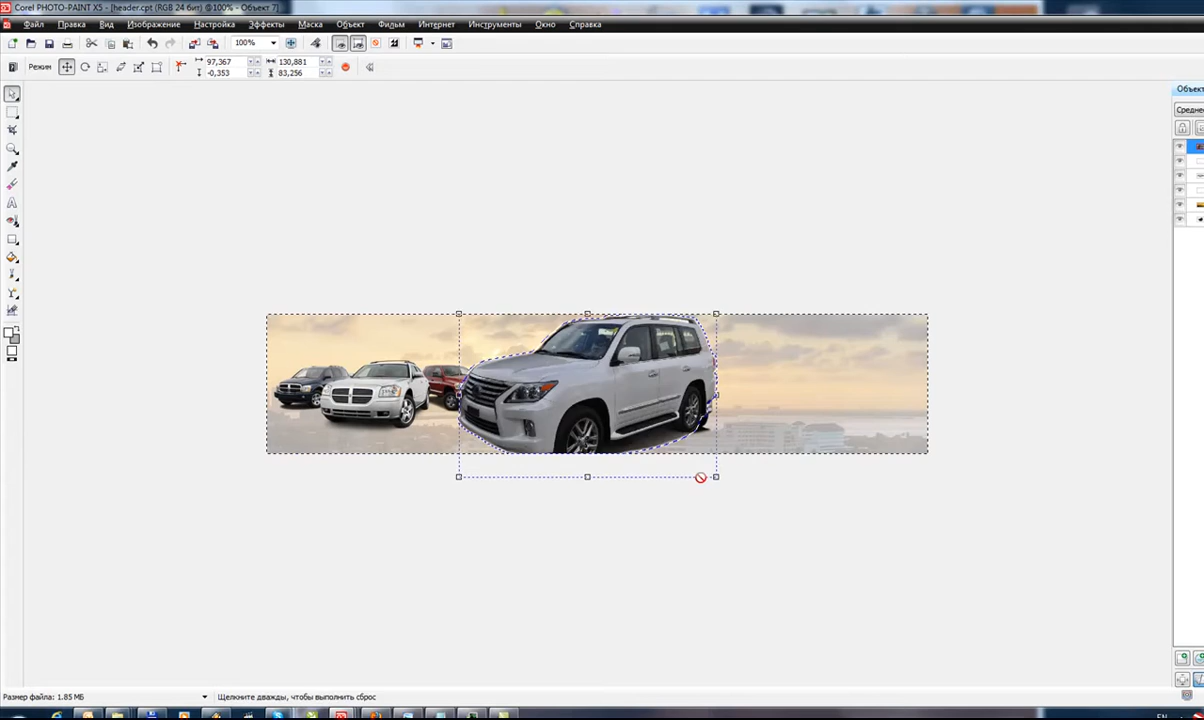 Corel PHOTO-PAINT X5 - [header.cpt (RGB 24 бит) @100% - Объект 7]
Файл Правка Вид Изображение Настройка Эффекты Маска Объект Фильм Интернет Инструменты Окно Справка
100%
Режим 97,367 130,881
-0,353 83,256
Объект
Средне
Размер файла: 1.85 МБ Щелкните дважды, чтобы выполнить сброс
EN